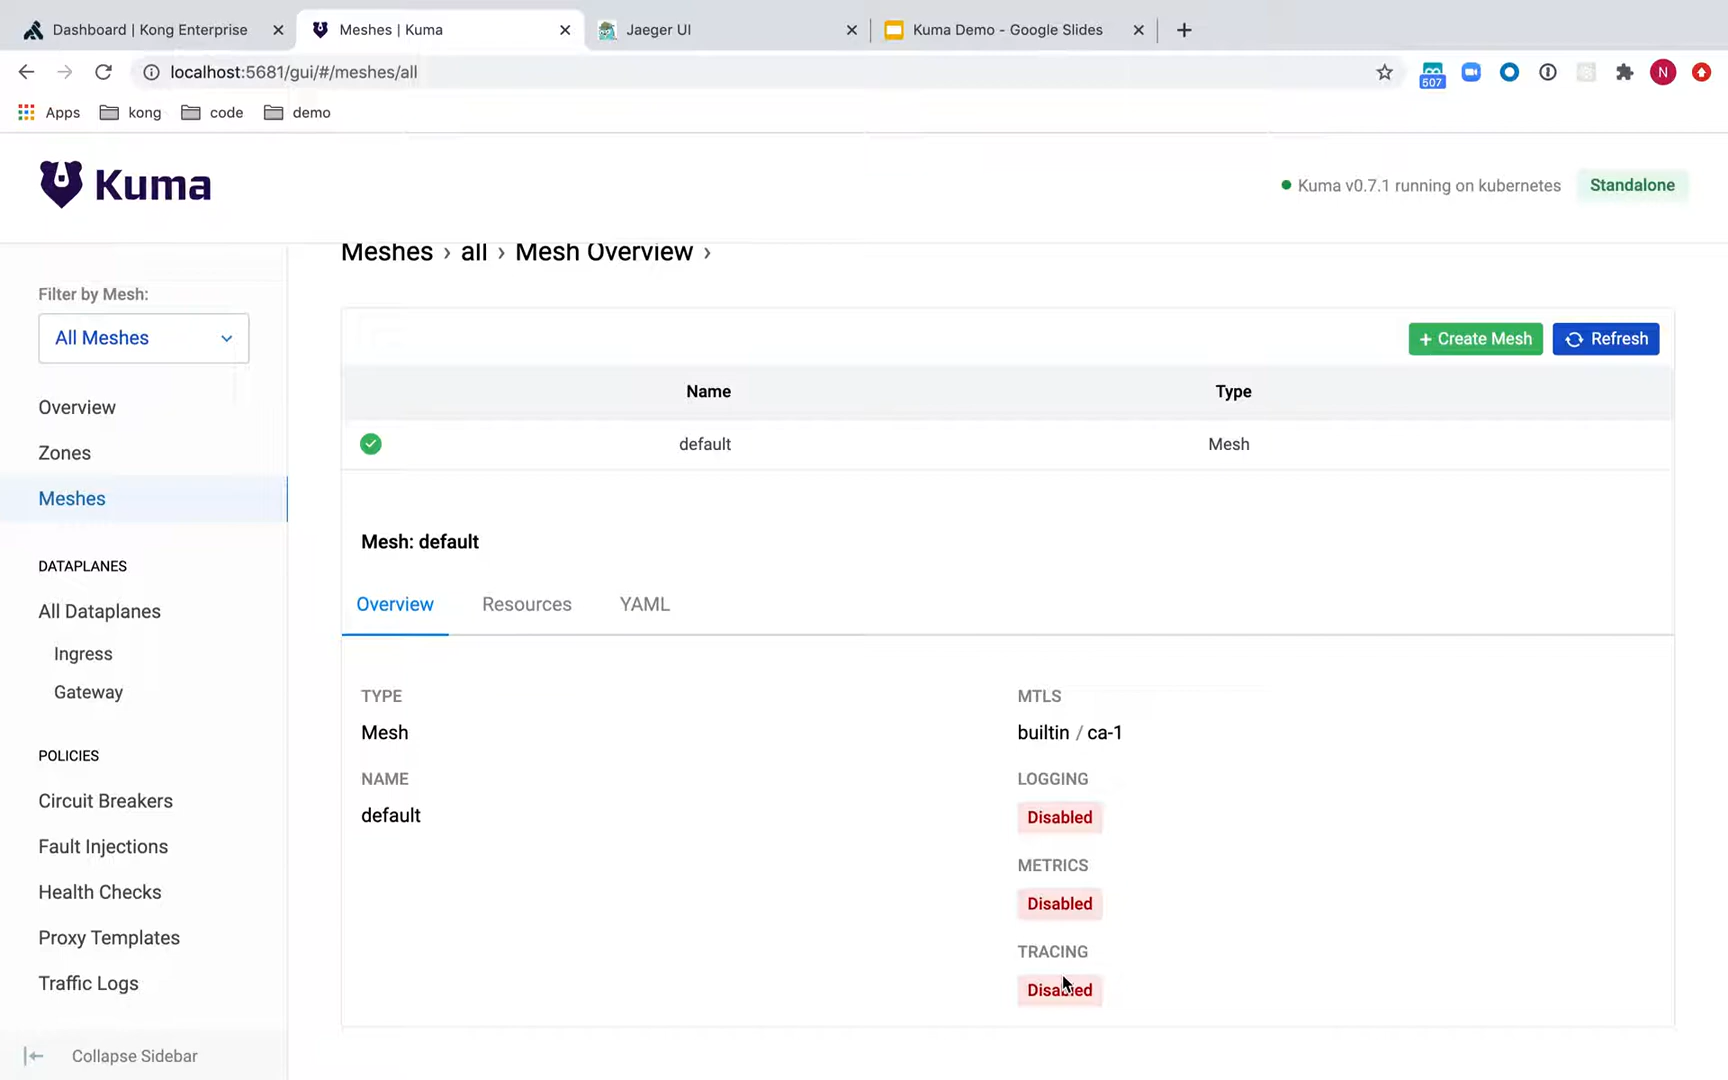 Dashboard | Kong Enterprise
Meshes | Kuma
Jaeger UI
Kuma Demo - Google Slides
localhost:5681/gui/#/meshes/all
507
N
Apps
kong
code
demo
Kuma
Kuma v0.7.1 running on kubernetes
Standalone
Meshes › all › Mesh Overview ›
Filter by Mesh:
All Meshes
Overview
Zones
Meshes
DATAPLANES
All Dataplanes
Ingress
Gateway
POLICIES
Circuit Breakers
Fault Injections
Health Checks
Proxy Templates
Traffic Logs
Collapse Sidebar
+ Create Mesh
Refresh
Name Type
default Mesh
Mesh: default
Overview Resources YAML
TYPE
Mesh
NAME
default
MTLS
builtin / ca-1
LOGGING
Disabled
METRICS
Disabled
TRACING
Disabled